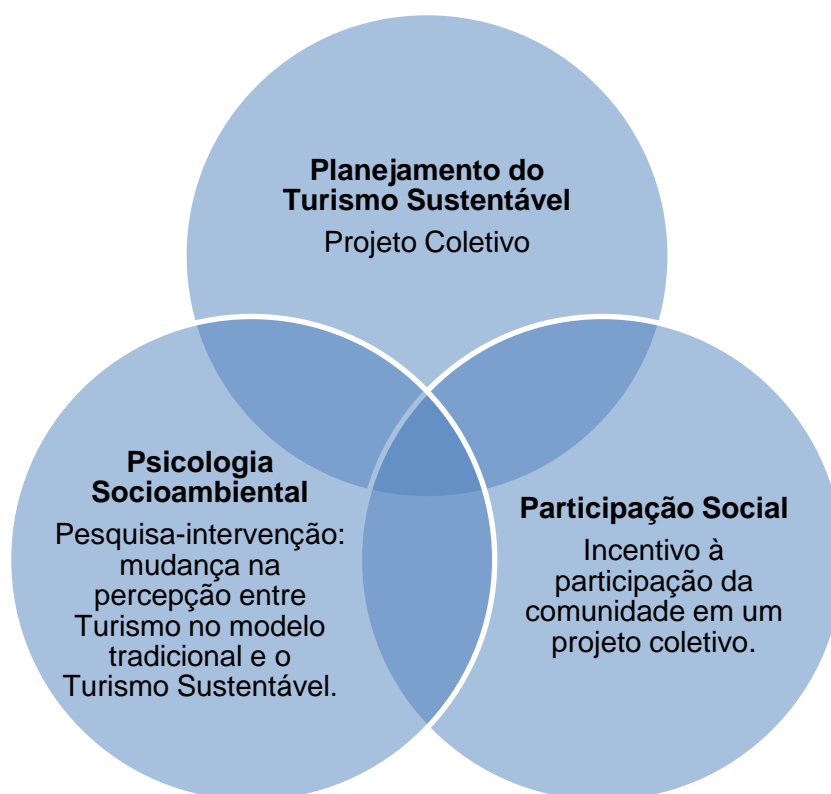 Planejamento do
Turismo Sustentável
Projeto Coletivo
Psicologia
Socioambiental
Pesquisa-intervenção:
mudança na
percepção entre
Turismo no modelo
tradicional e o
Turismo Sustentável.
Participação Social
Incentivo à
participação da
comunidade em um
projeto coletivo.